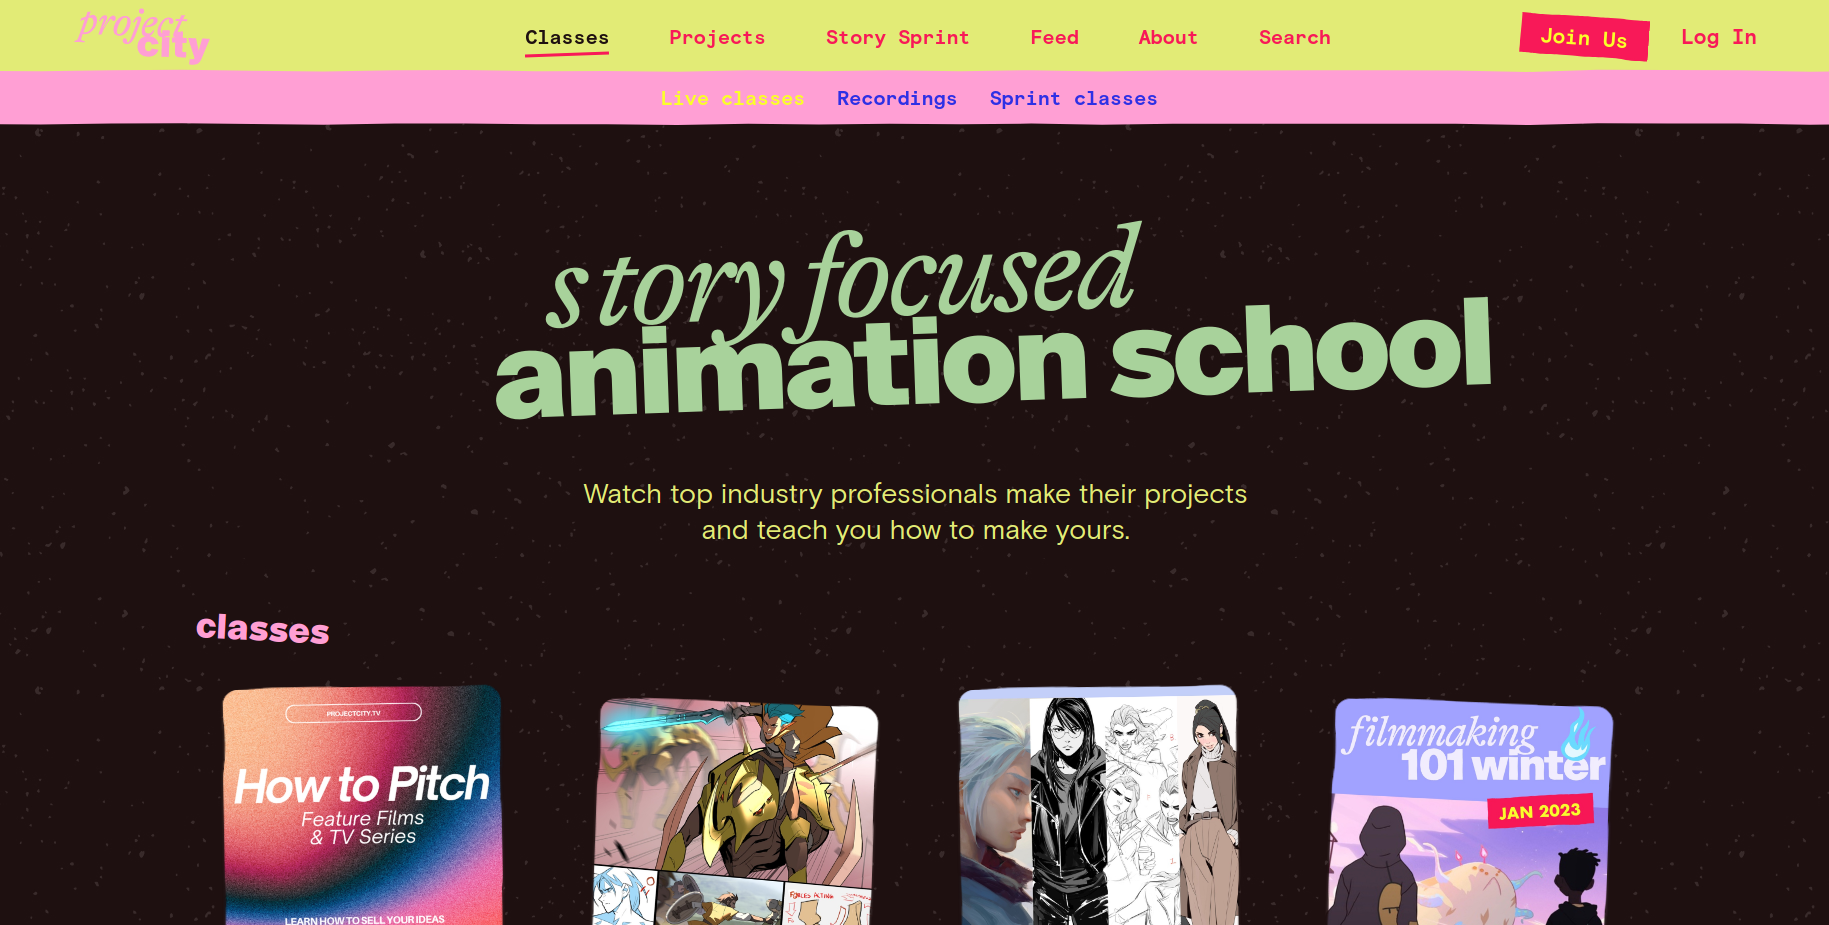 project
city
Classes
Projects
Story Sprint
Feed
About
Search
Join Us
Log In
Live classes
Recordings
Sprint classes
story focused
animation school
Watch top industry professionals make their projects
and teach you how to make yours.
classes
PROJECTCITY.TV
How to Pitch
Feature Films
& TV Series
LEARN HOW TO SELL YOUR IDEAS
filmmaking
101 winter
JAN 2023